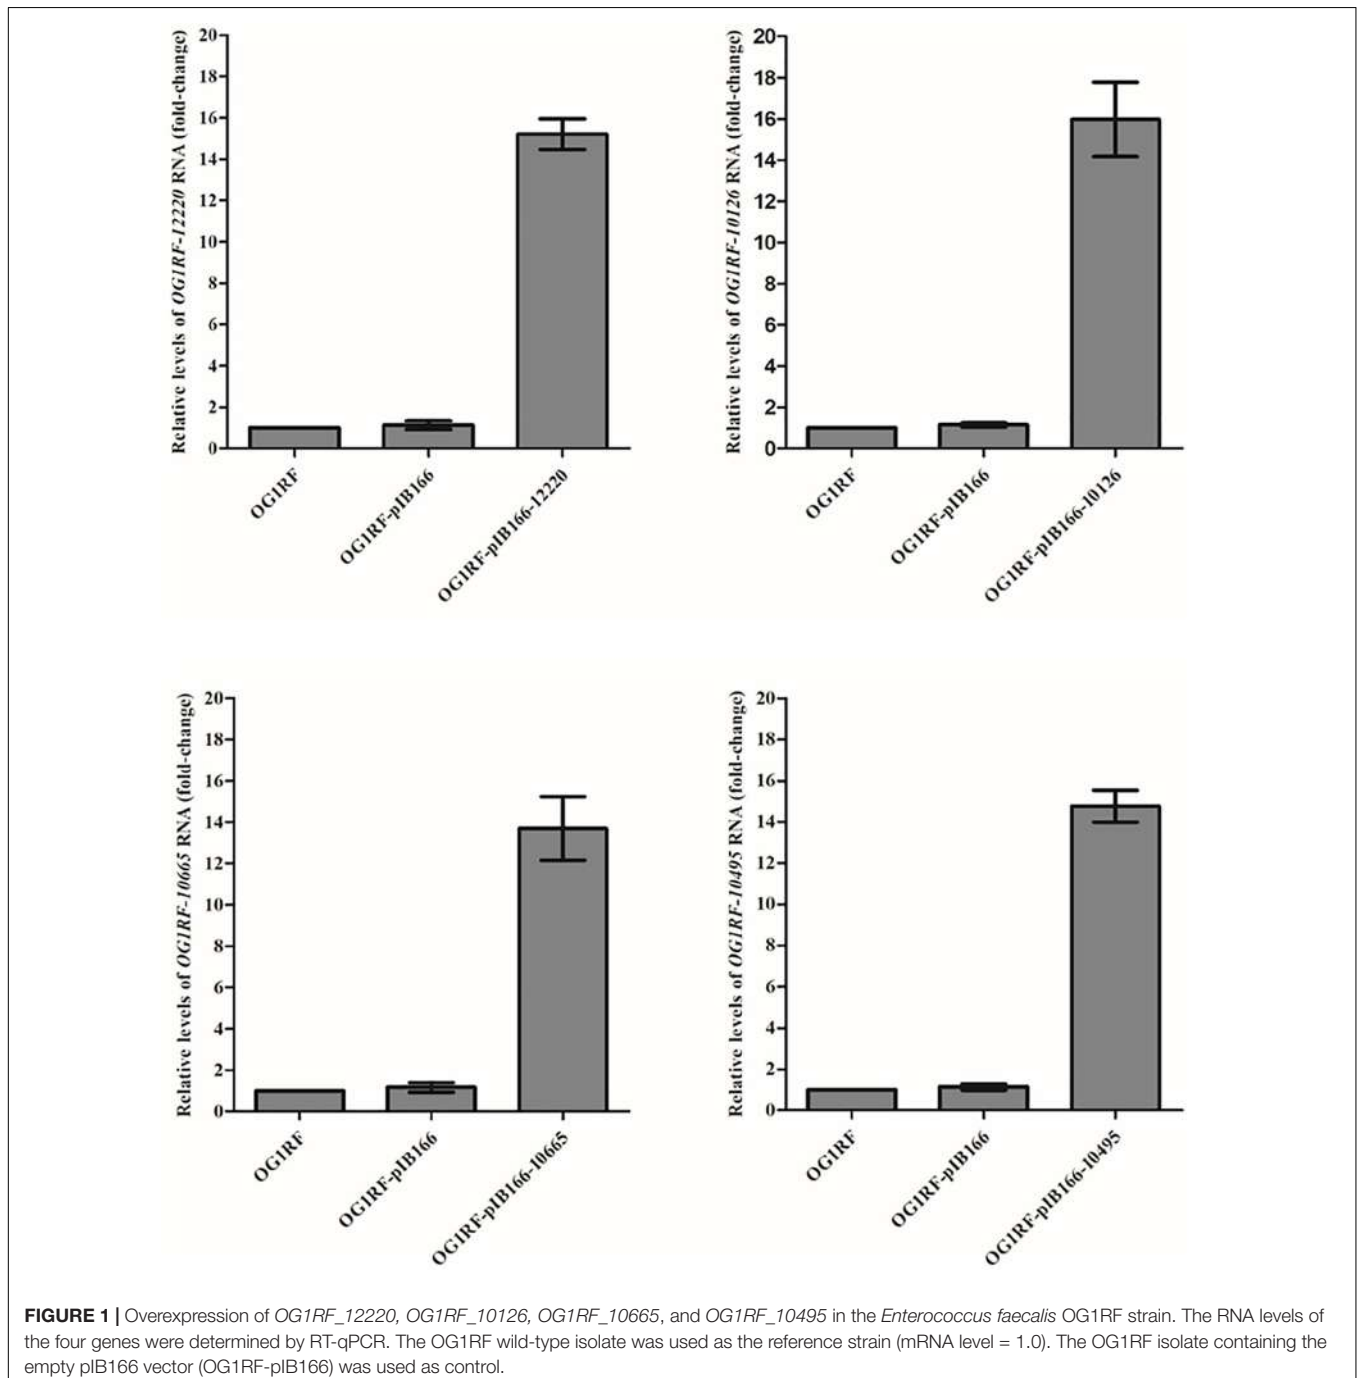 Relative levels of OG1RF-12220 RNA (fold-change)
20
18
16
14
12
10
8
6
4
2
0
OG1RF
OG1RF-pIB166
OG1RF-pIB166-12220
Relative levels of OG1RF-10126 RNA (fold-change)
20
18
16
14
12
10
8
6
4
2
0
OG1RF
OG1RF-pIB166
OG1RF-pIB166-10126
Relative levels of OG1RF-10665 RNA (fold-change)
20
18
16
14
12
10
8
6
4
2
0
OG1RF
OG1RF-pIB166
OG1RF-pIB166-10665
Relative levels of OG1RF-10495 RNA (fold-change)
20
18
16
14
12
10
8
6
4
2
0
OG1RF
OG1RF-pIB166
OG1RF-pIB166-10495
FIGURE 1 | Overexpression of OG1RF_12220, OG1RF_10126, OG1RF_10665, and OG1RF_10495 in the Enterococcus faecalis OG1RF strain. The RNA levels of
the four genes were determined by RT-qPCR. The OG1RF wild-type isolate was used as the reference strain (mRNA level = 1.0). The OG1RF isolate containing the
empty pIB166 vector (OG1RF-pIB166) was used as control.